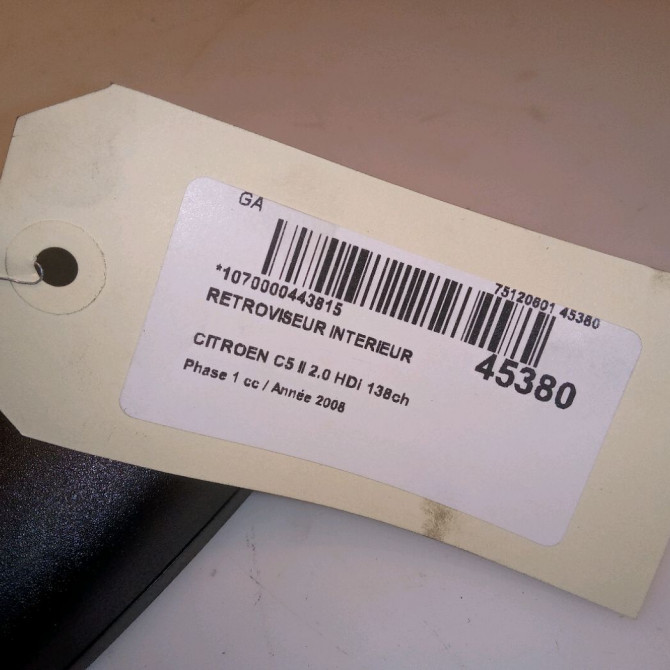 GA
75120601 45380
*1070000443815
RETROVISEUR INTERIEUR
45380
CITROEN C5 II 2.0 HDi 138ch
Phase 1 cc / Année 2008